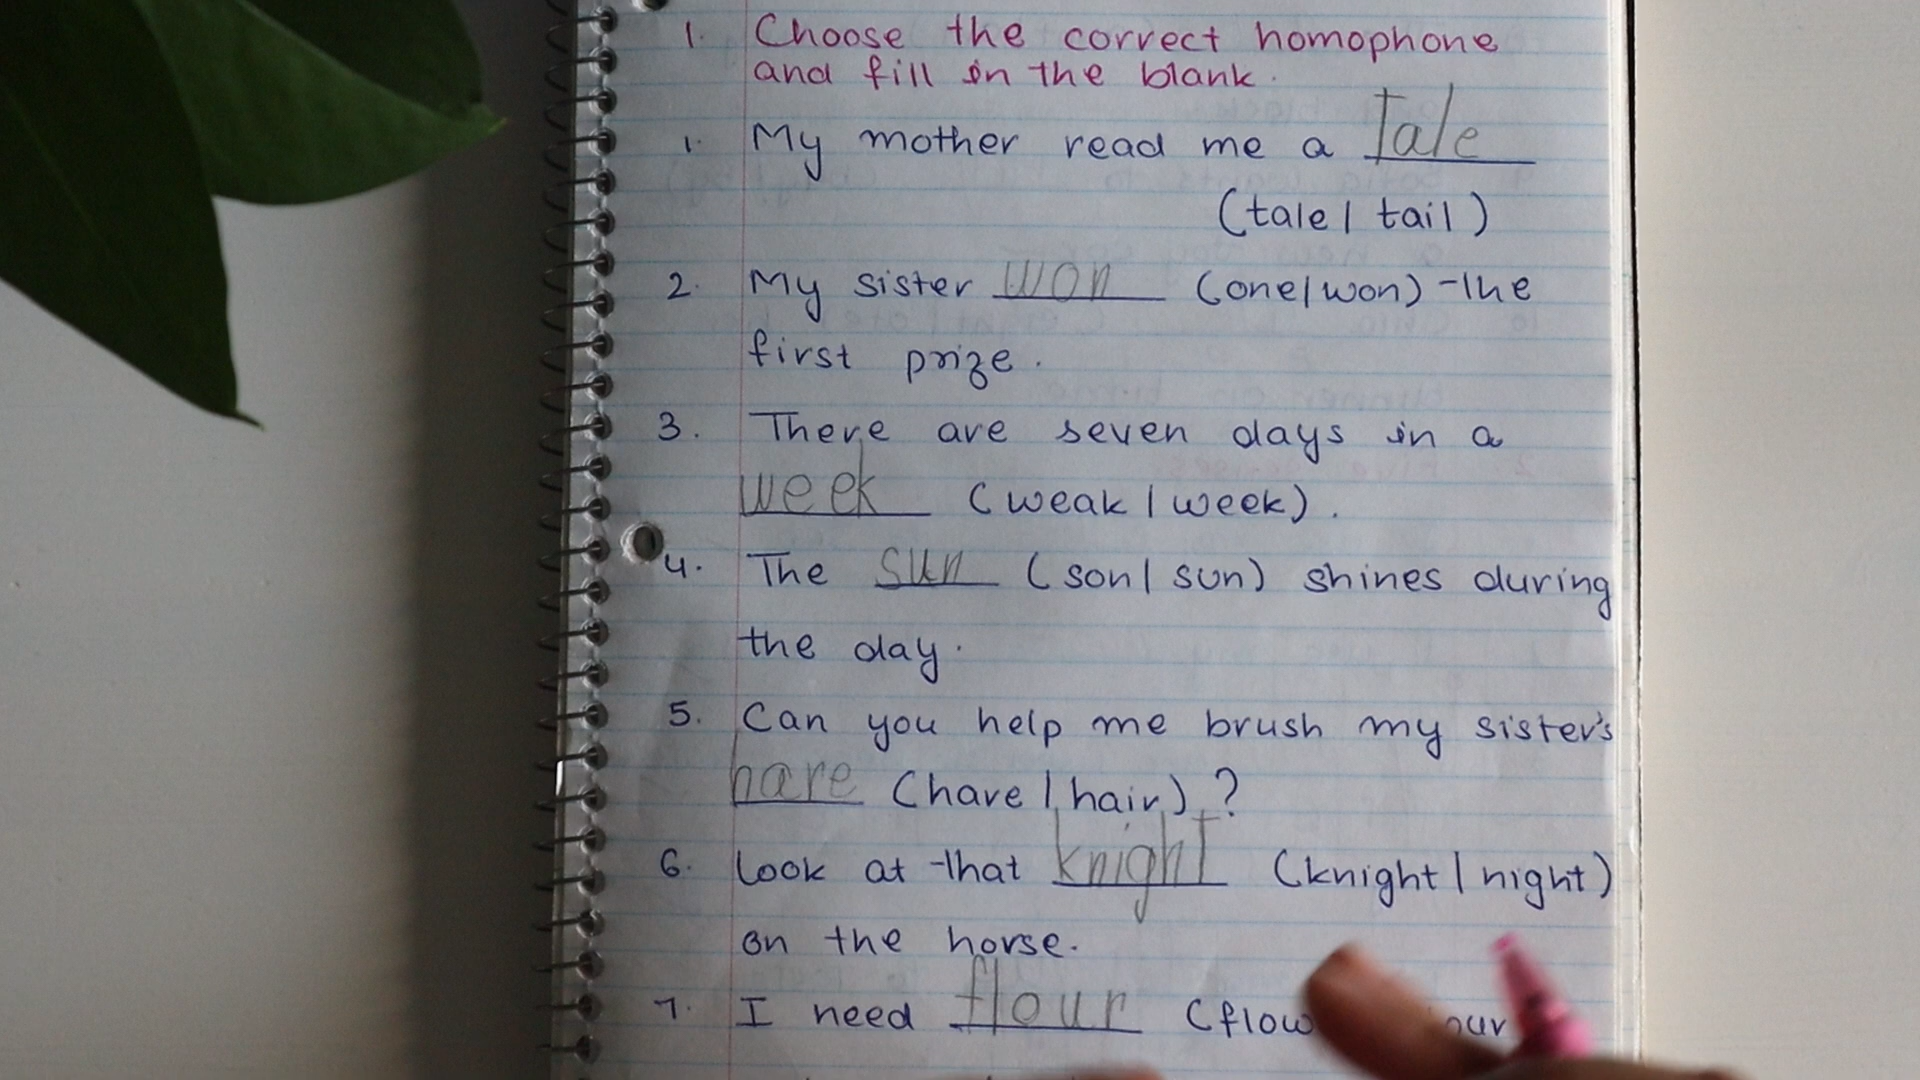 1. Choose the correct homophone
and fill in the blank.
1. My mother read me a tale
(tale / tail)
2. My sister won (one/won) the
first prize.
3. There are seven days in a
week (weak / week).
4. The sun (son / sun) shines during
the day.
5. Can you help me brush my sister's
hare (hare / hair) ?
6. Look at that knight (knight / night)
on the horse.
7. I need flour